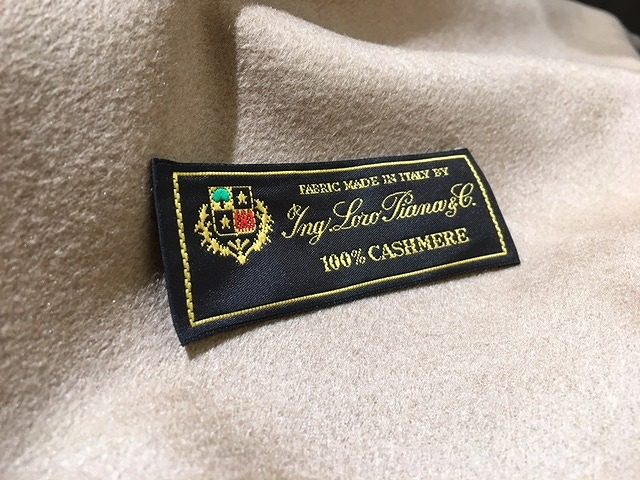 FABRIC MADE IN ITALY BY
Ing Loro Piana & C.
100% CASHMERE